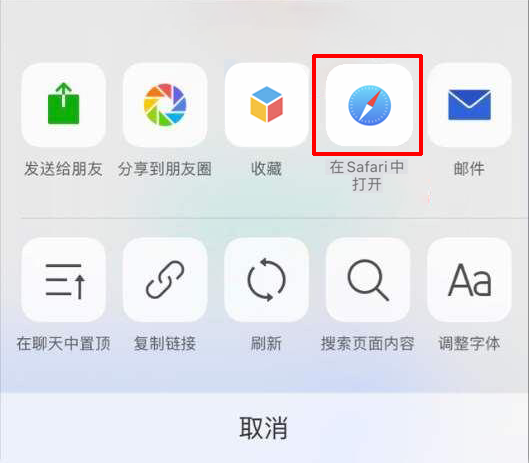 发送给朋友 分享到朋友圈 收藏 在Safari中 邮件
打开
在聊天中置顶 复制链接 刷新 搜索页面内容 调整字体
Aa
取消